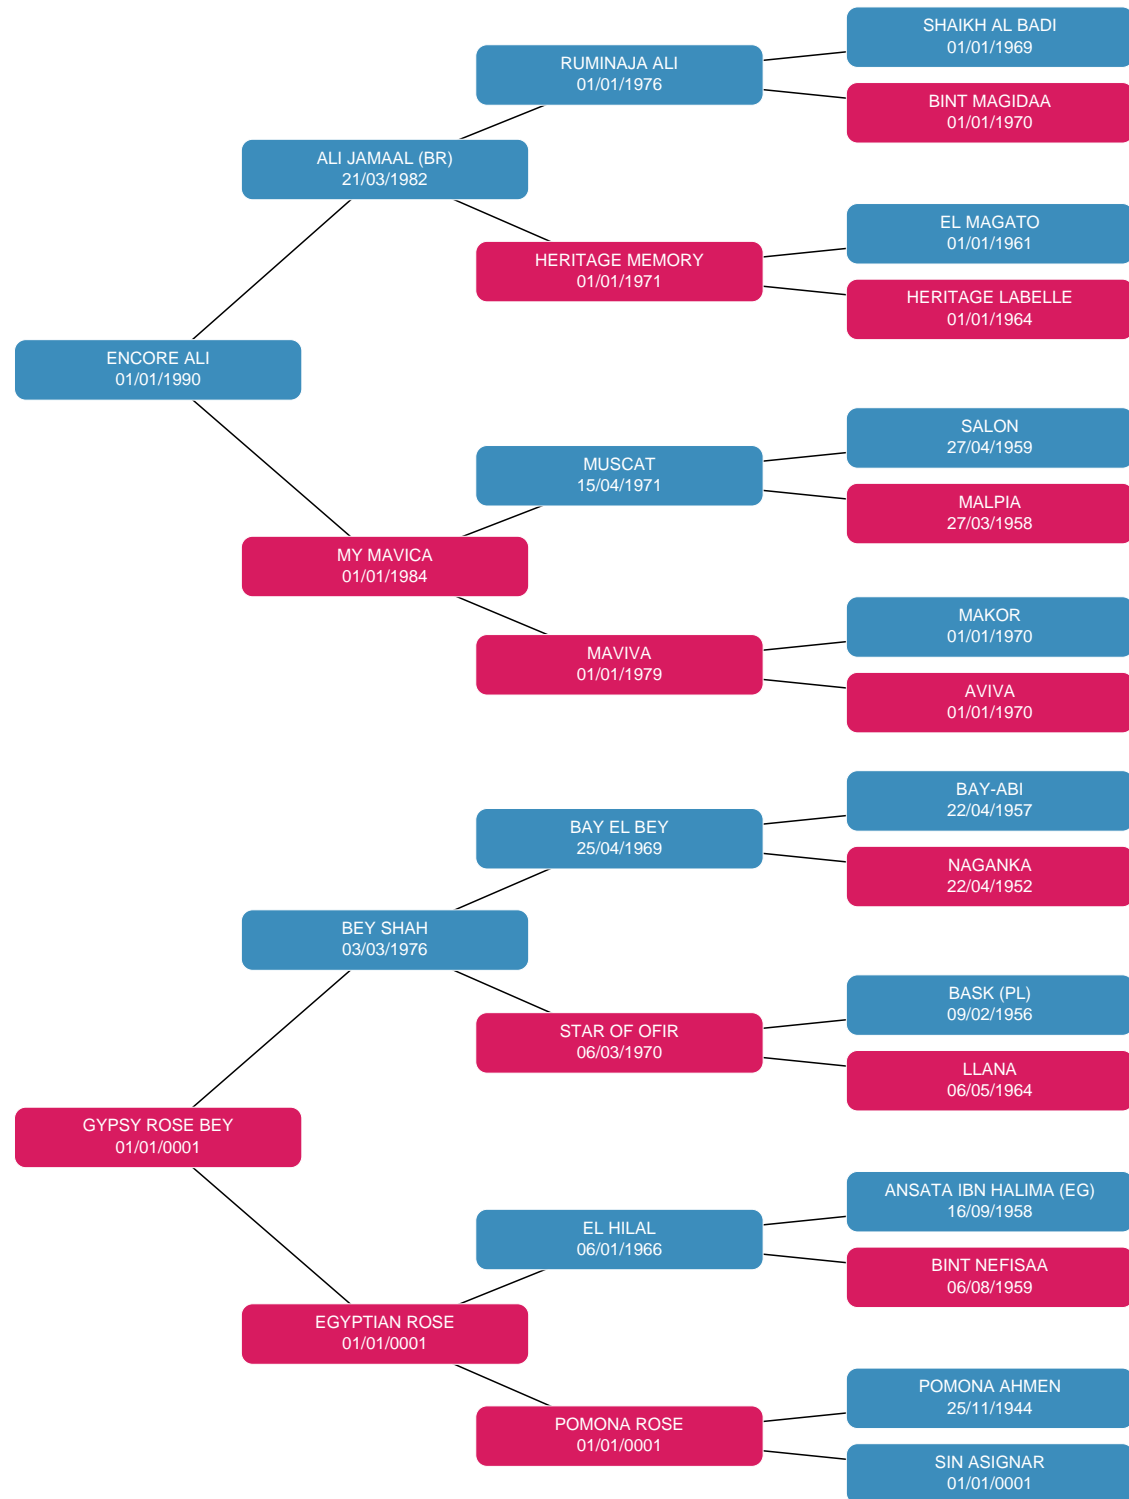 SHAIKH AL BADI
01/01/1969
RUMINAJA ALI
01/01/1976
BINT MAGIDAA
01/01/1970
ALI JAMAAL (BR)
21/03/1982
EL MAGATO
01/01/1961
HERITAGE MEMORY
01/01/1971
HERITAGE LABELLE
01/01/1964
ENCORE ALI
01/01/1990
SALON
27/04/1959
MUSCAT
15/04/1971
MALPIA
27/03/1958
MY MAVICA
01/01/1984
MAKOR
01/01/1970
MAVIVA
01/01/1979
AVIVA
01/01/1970
BAY-ABI
22/04/1957
BAY EL BEY
25/04/1969
NAGANKA
22/04/1952
BEY SHAH
03/03/1976
BASK (PL)
09/02/1956
STAR OF OFIR
06/03/1970
LLANA
06/05/1964
GYPSY ROSE BEY
01/01/0001
ANSATA IBN HALIMA (EG)
16/09/1958
EL HILAL
06/01/1966
BINT NEFISAA
06/08/1959
EGYPTIAN ROSE
01/01/0001
POMONA AHMEN
25/11/1944
POMONA ROSE
01/01/0001
SIN ASIGNAR
01/01/0001